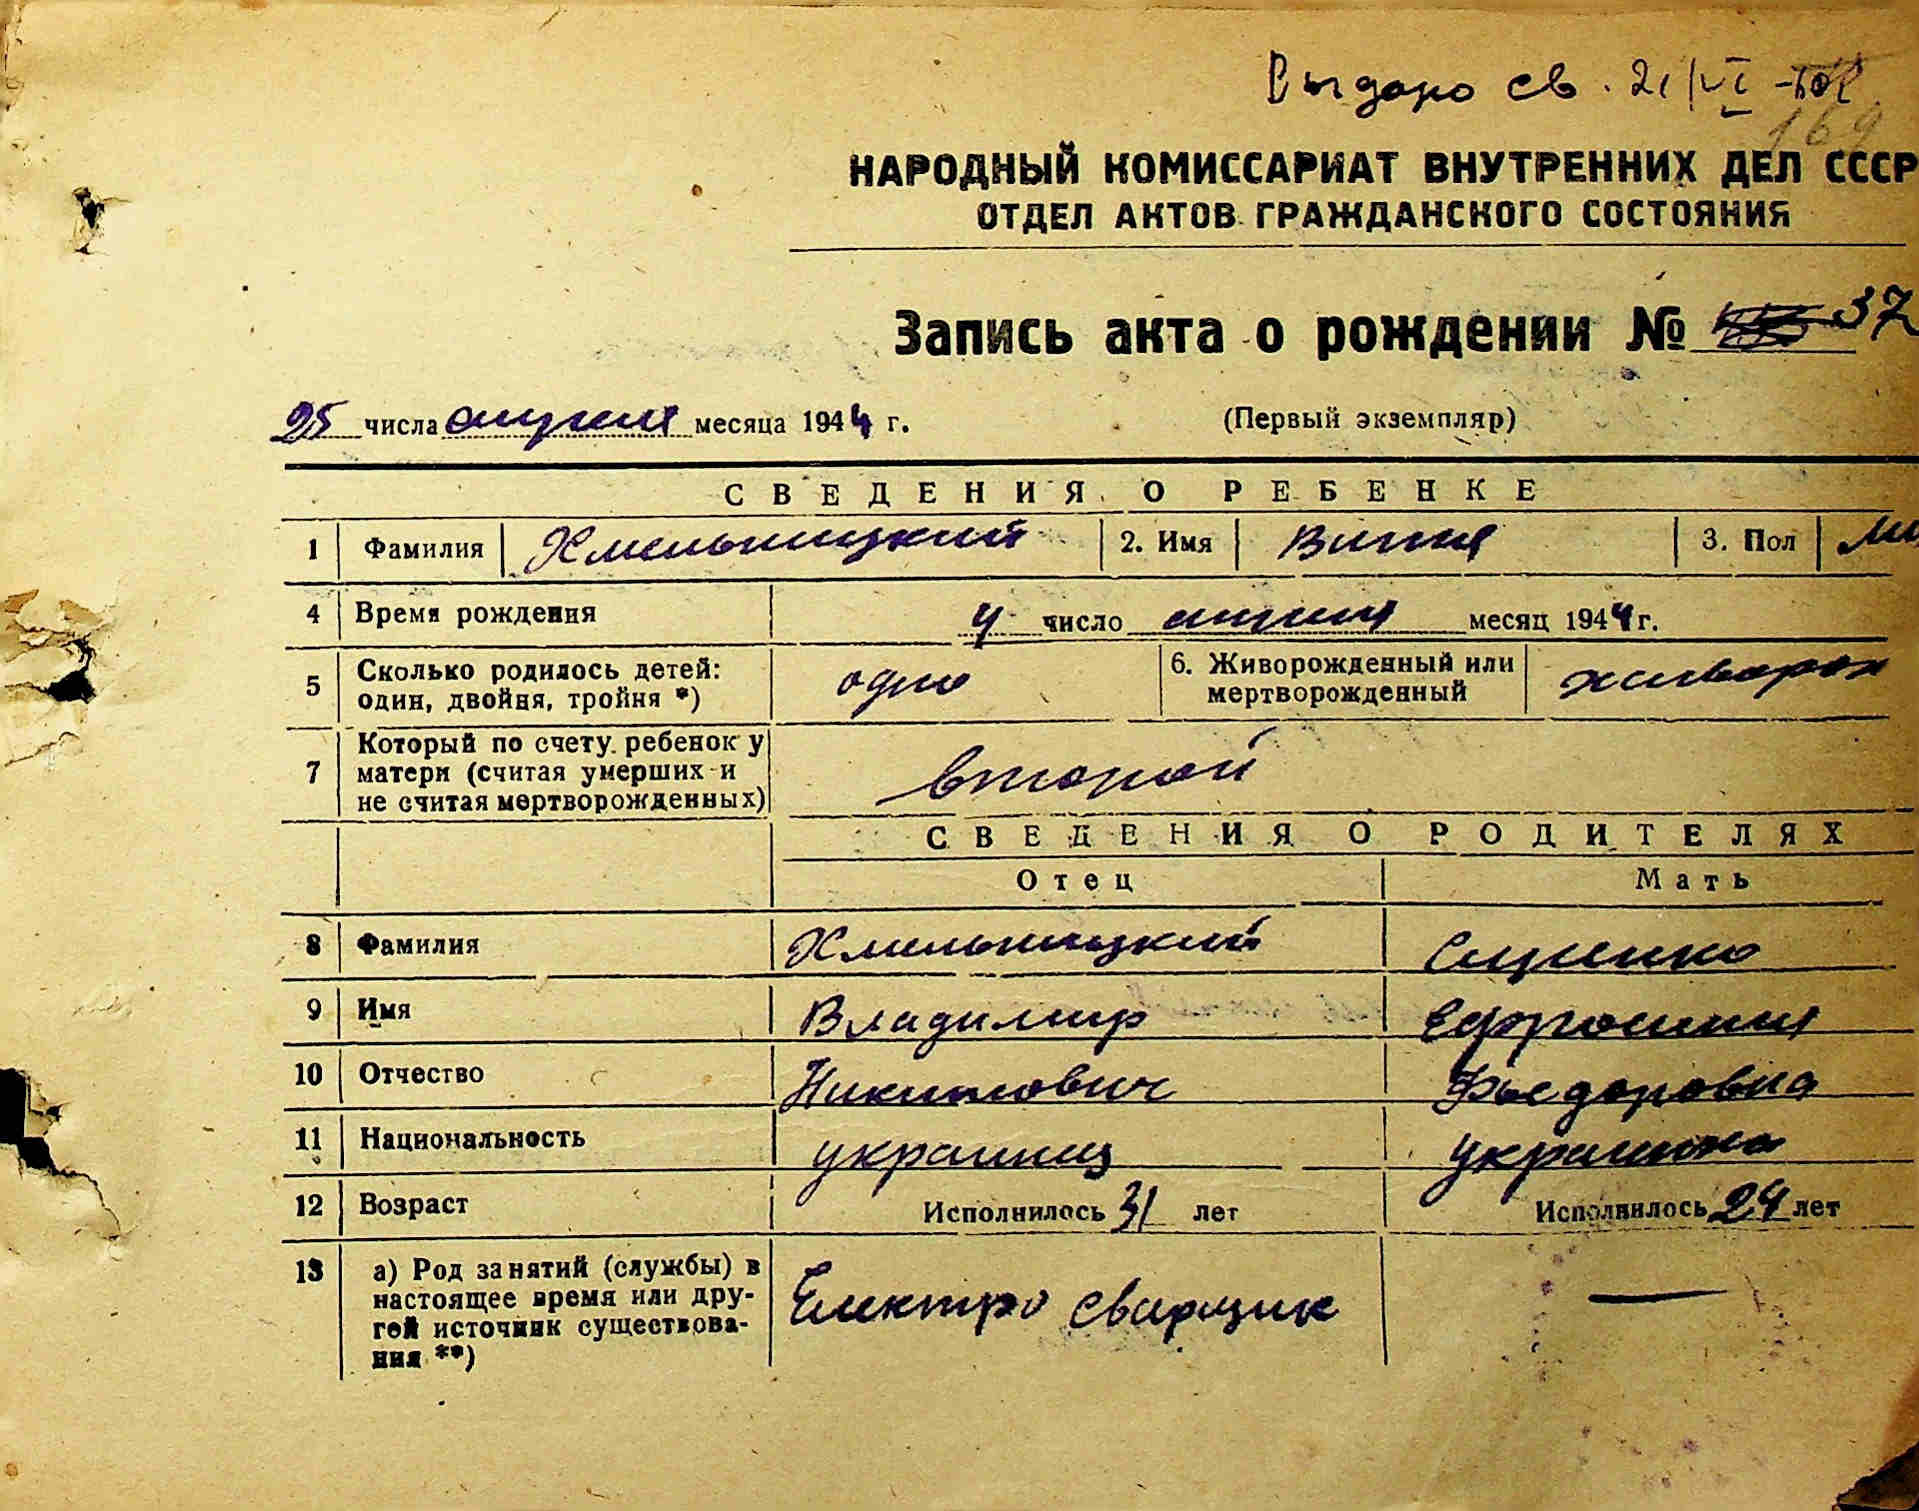 Выдано св. 21/VI -60г
169
НАРОДНЫЙ КОМИССАРИАТ ВНУТРЕННИХ ДЕЛ СССР
ОТДЕЛ АКТОВ ГРАЖДАНСКОГО СОСТОЯНИЯ
Запись акта о рождении № 37
25 числа апреля месяца 1944 г. (Первый экземпляр)
СВЕДЕНИЯ О РЕБЕНКЕ
1 Фамилия Хмельницкий 2. Имя Витя 3. Пол
4 Время рождения 4 число апреля месяц 1944 г.
5 Сколько родилось детей: один, двойня, тройня *) одно 6. Живорожденный или мертворожденный живорож
7 Который по счету ребенок у матери (считая умерших и не считая мертворожденных) второй
СВЕДЕНИЯ О РОДИТЕЛЯХ
Отец Мать
8 Фамилия Хмельницкий
9 Имя Владимир Ефросиния
10 Отчество Никитович Фьедоровна
11 Национальность украинец украинка
12 Возраст Исполнилось 31 лет Исполнилось 24 лет
13 а) Род занятий (службы) в настоящее время или другой источник существования **) Електро сварщик —